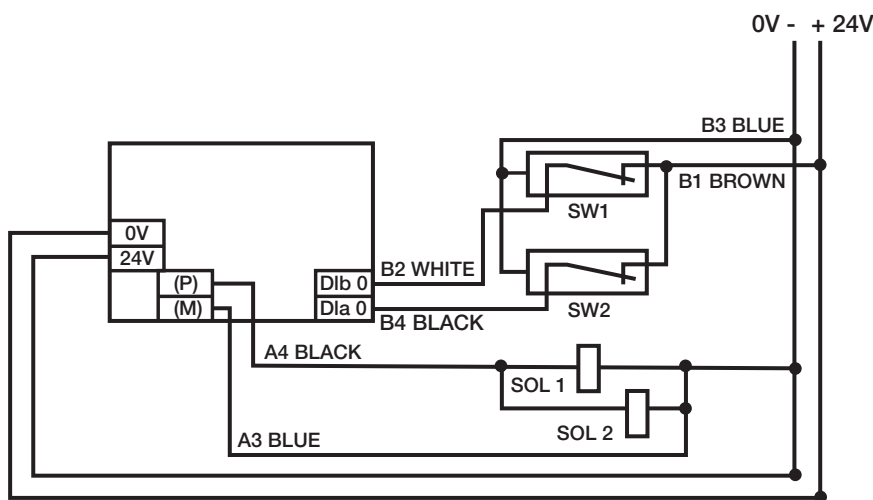 0V - + 24V
B3 BLUE
B1 BROWN
SW1
0V
24V
(P)
(M)
DIb 0
DIa 0
B2 WHITE
B4 BLACK
SW2
A4 BLACK
SOL 1
SOL 2
A3 BLUE